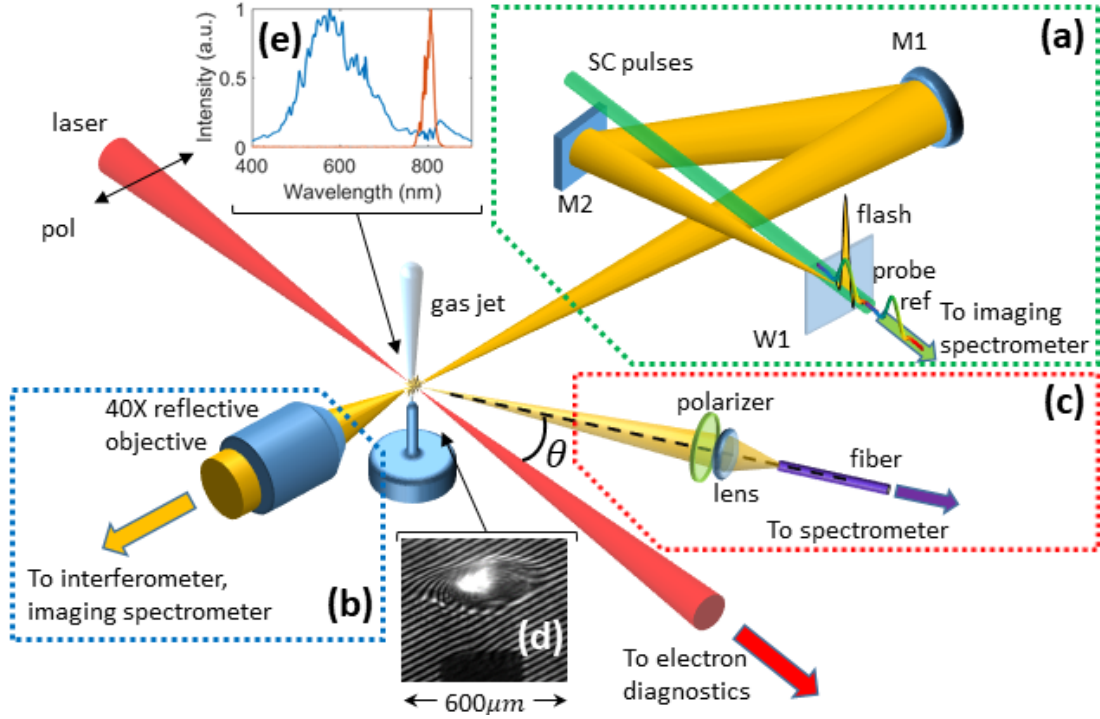 (a)
M1
SC pulses
M2
flash
probe
ref
W1
To imaging
spectrometer
(e)
Intensity (a.u.)
1
0.5
0
400
600
800
Wavelength (nm)
laser
pol
gas jet
40X reflective
objective
To interferometer,
imaging spectrometer
(b)
(c)
polarizer
θ
lens
fiber
To spectrometer
(d)
600μm
To electron
diagnostics